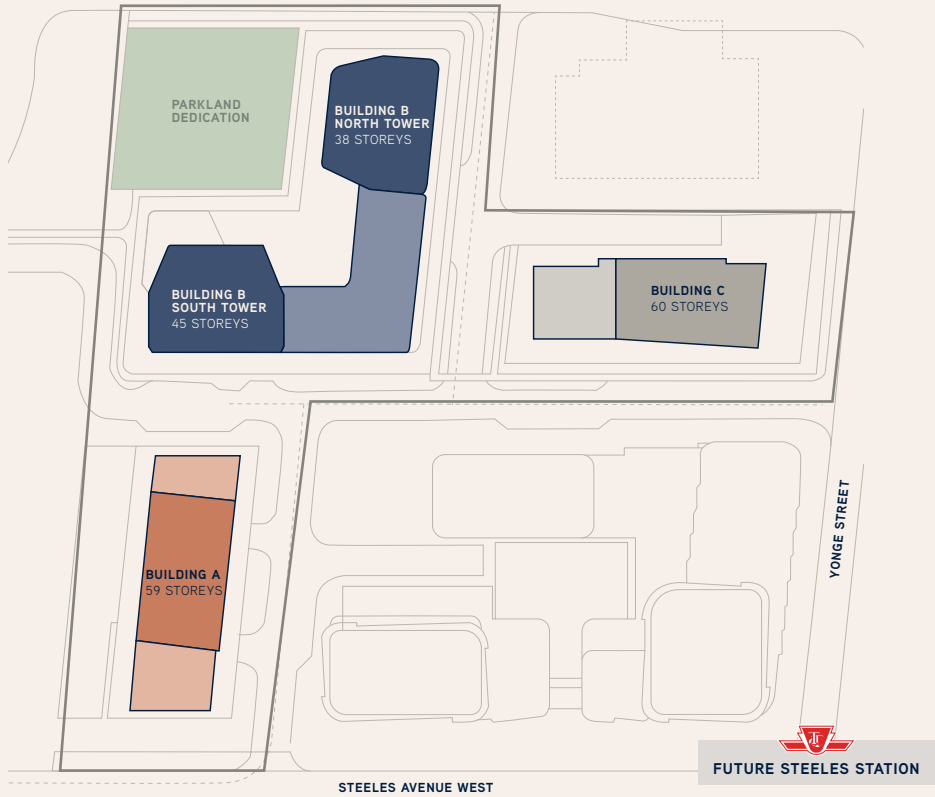 PARKLAND
DEDICATION
BUILDING B
NORTH TOWER
38 STOREYS
BUILDING B
SOUTH TOWER
45 STOREYS
BUILDING C
60 STOREYS
BUILDING A
59 STOREYS
YONGE STREET
TTC
FUTURE STEELES STATION
STEELES AVENUE WEST